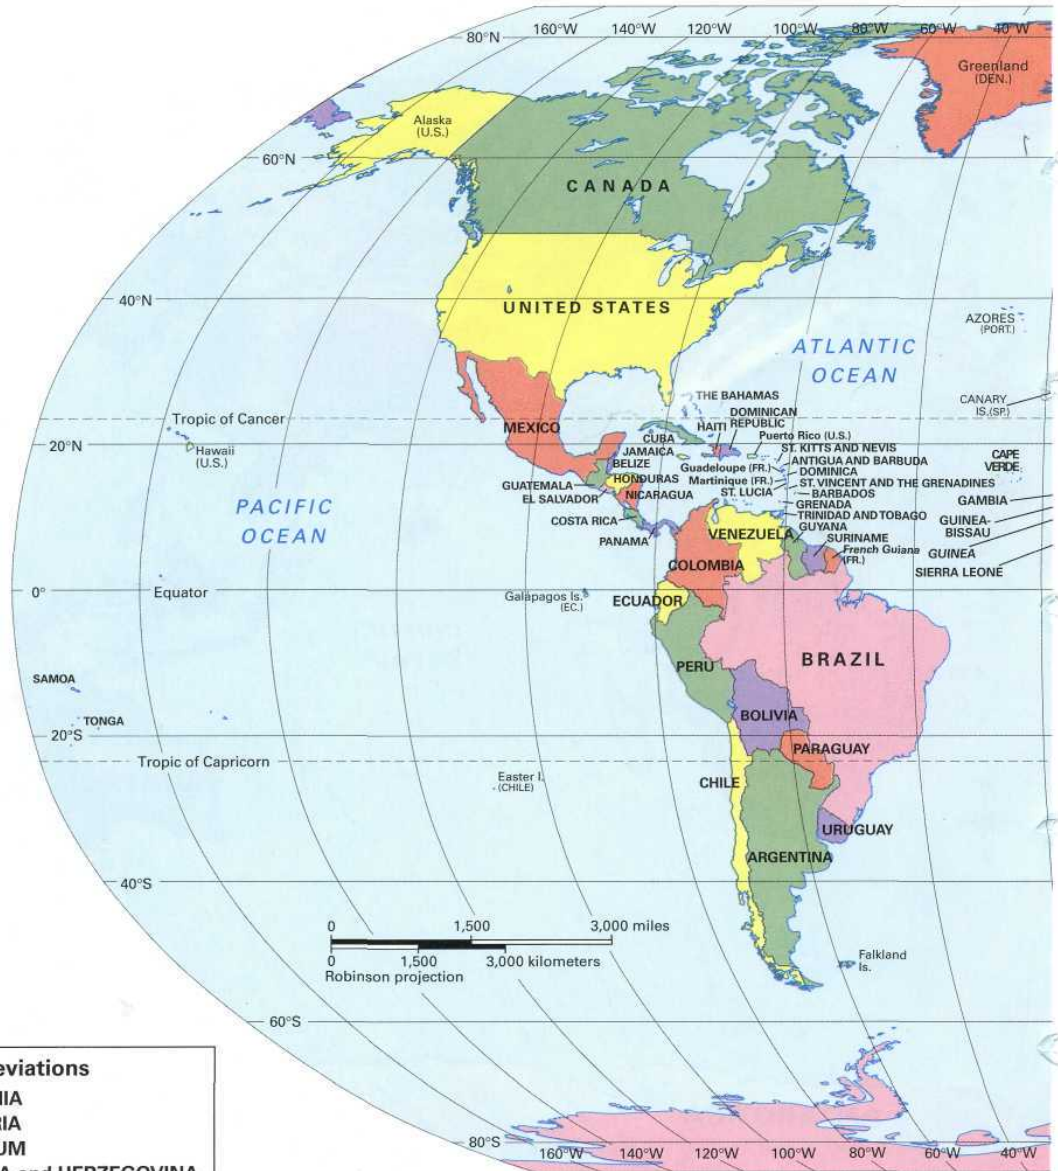 160°W 140°W 120°W 100°W 80°W 60°W 40°W
80°N
Greenland
(DEN.)
Alaska
(U.S.)
60°N
CANADA
40°N
UNITED STATES
AZORES
(PORT.)
ATLANTIC
OCEAN
THE BAHAMAS
CANARY
IS.(SP.)
Tropic of Cancer
DOMINICAN
REPUBLIC
MEXICO
HAITI
CUBA
Puerto Rico (U.S.)
20°N
Hawaii
(U.S.)
JAMAICA
ST. KITTS AND NEVIS
BELIZE
ANTIGUA AND BARBUDA
CAPE
VERDE
Guadeloupe (FR.)
DOMINICA
HONDURAS
Martinique (FR.)
ST. VINCENT AND THE GRENADINES
GUATEMALA
ST. LUCIA
BARBADOS
EL SALVADOR
NICARAGUA
GRENADA
GAMBIA
PACIFIC
OCEAN
COSTA RICA
TRINIDAD AND TOBAGO
GUINEA-
BISSAU
PANAMA
VENEZUELA
GUYANA
SURINAME
French Guiana
(FR.)
GUINEA
COLOMBIA
SIERRA LEONE
0°
Equator
Galápagos Is.
(EC.)
ECUADOR
PERU
BRAZIL
SAMOA
TONGA
BOLIVIA
20°S
PARAGUAY
Tropic of Capricorn
Easter I.
(CHILE)
CHILE
URUGUAY
ARGENTINA
40°S
0 1,500 3,000 miles
0 1,500 3,000 kilometers
Robinson projection
Falkland
Is.
60°S
80°S
160°W 140°W 120°W 100°W 80°W 60°W 40°W
eviations
IA
RIA
UM
A and HERZEGOVINA